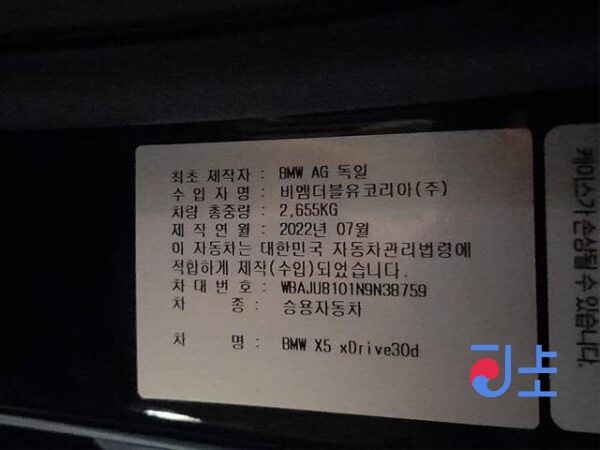 최초 제작자 : BMW AG 독일
수 입 자 명 : 비엠더블유코리아(주)
차량 총중량 : 2,655KG
제 작 연 월 : 2022년 07월
이 자동차는 대한민국 자동차관리법령에
적합하게 제작(수입)되었습니다.
차 대 번 호 : WBAJU8101N9N38759
차 종 : 승용자동차
차 명 : BMW X5 xDrive30d
케이스가 손상될 수 있습니다.